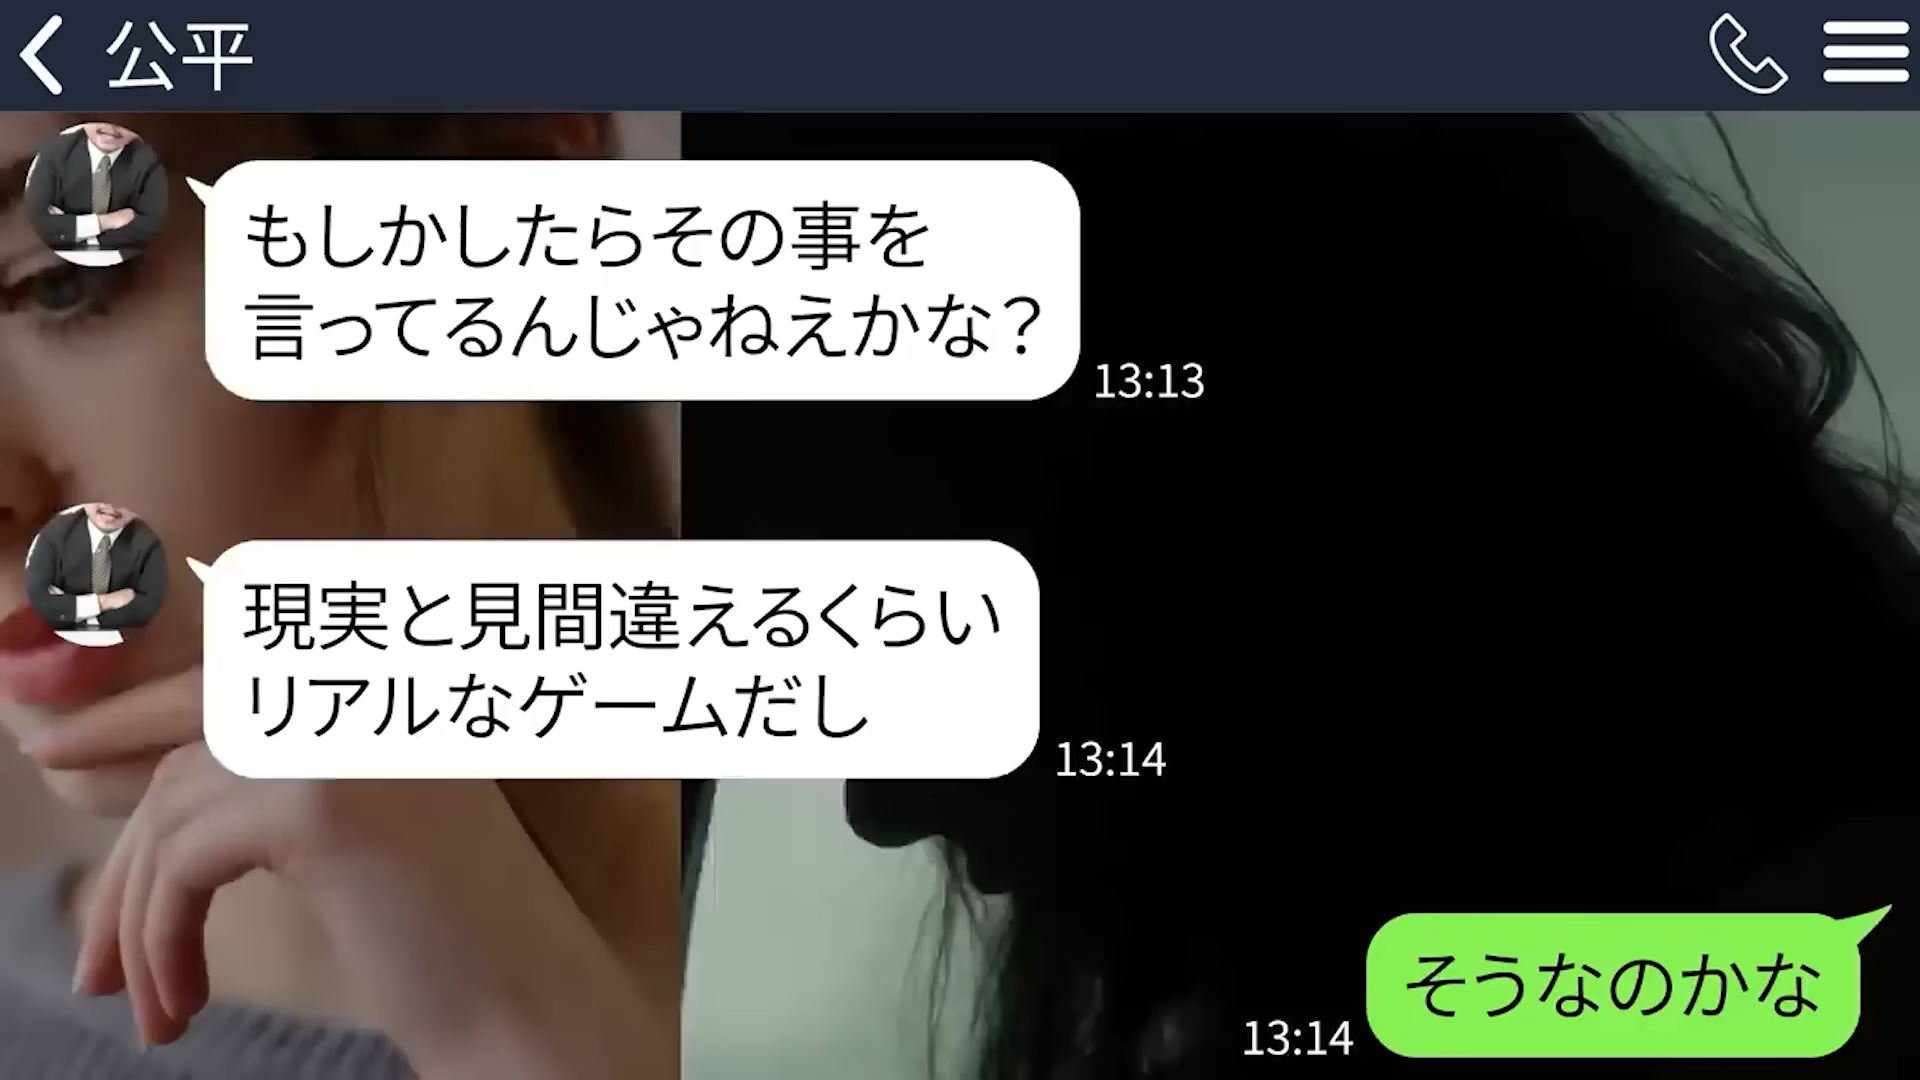 公平
もしかしたらその事を
言ってるんじゃねえかな？
13:13
現実と見間違えるくらい
リアルなゲームだし
13:14
そうなのかな
13:14